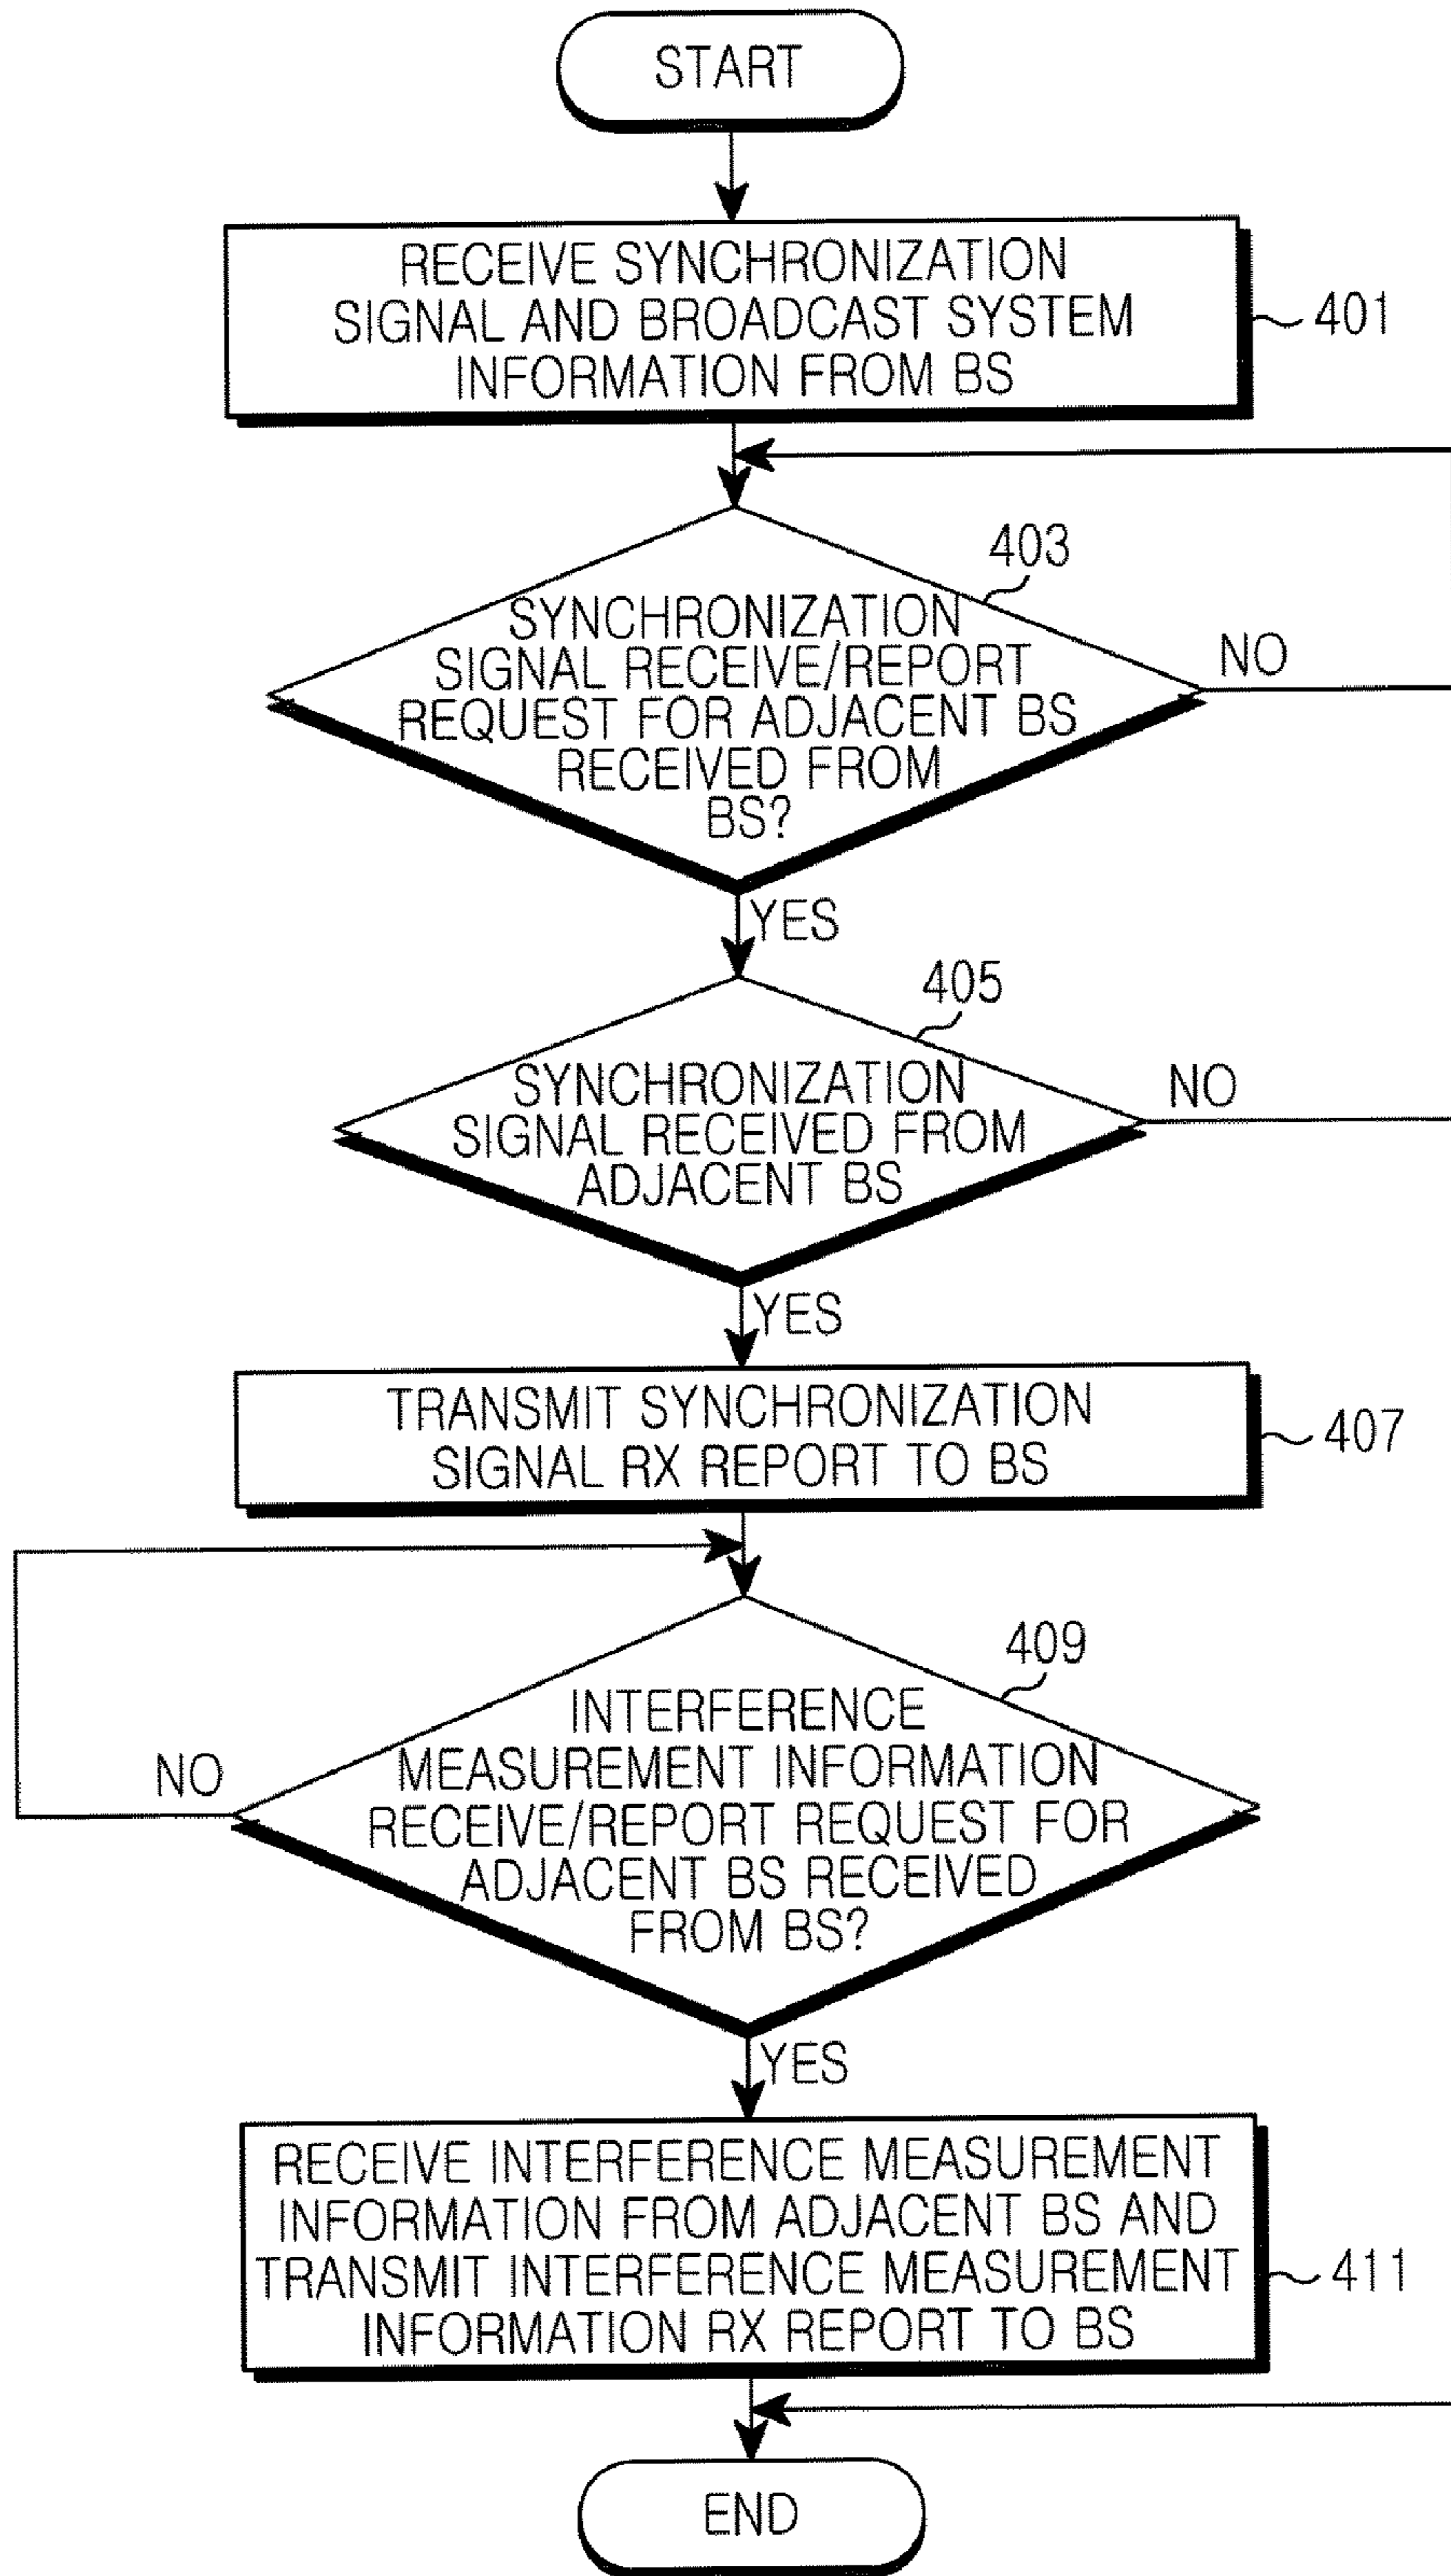 START
RECEIVE SYNCHRONIZATION
SIGNAL AND BROADCAST SYSTEM
INFORMATION FROM BS
401
403
SYNCHRONIZATION
SIGNAL RECEIVE/REPORT
REQUEST FOR ADJACENT BS
RECEIVED FROM
BS?
NO
YES
405
SYNCHRONIZATION
SIGNAL RECEIVED FROM
ADJACENT BS
NO
YES
TRANSMIT SYNCHRONIZATION
SIGNAL RX REPORT TO BS
407
409
INTERFERENCE
MEASUREMENT INFORMATION
RECEIVE/REPORT REQUEST FOR
ADJACENT BS RECEIVED
FROM BS?
NO
YES
RECEIVE INTERFERENCE MEASUREMENT
INFORMATION FROM ADJACENT BS AND
TRANSMIT INTERFERENCE MEASUREMENT
INFORMATION RX REPORT TO BS
411
END